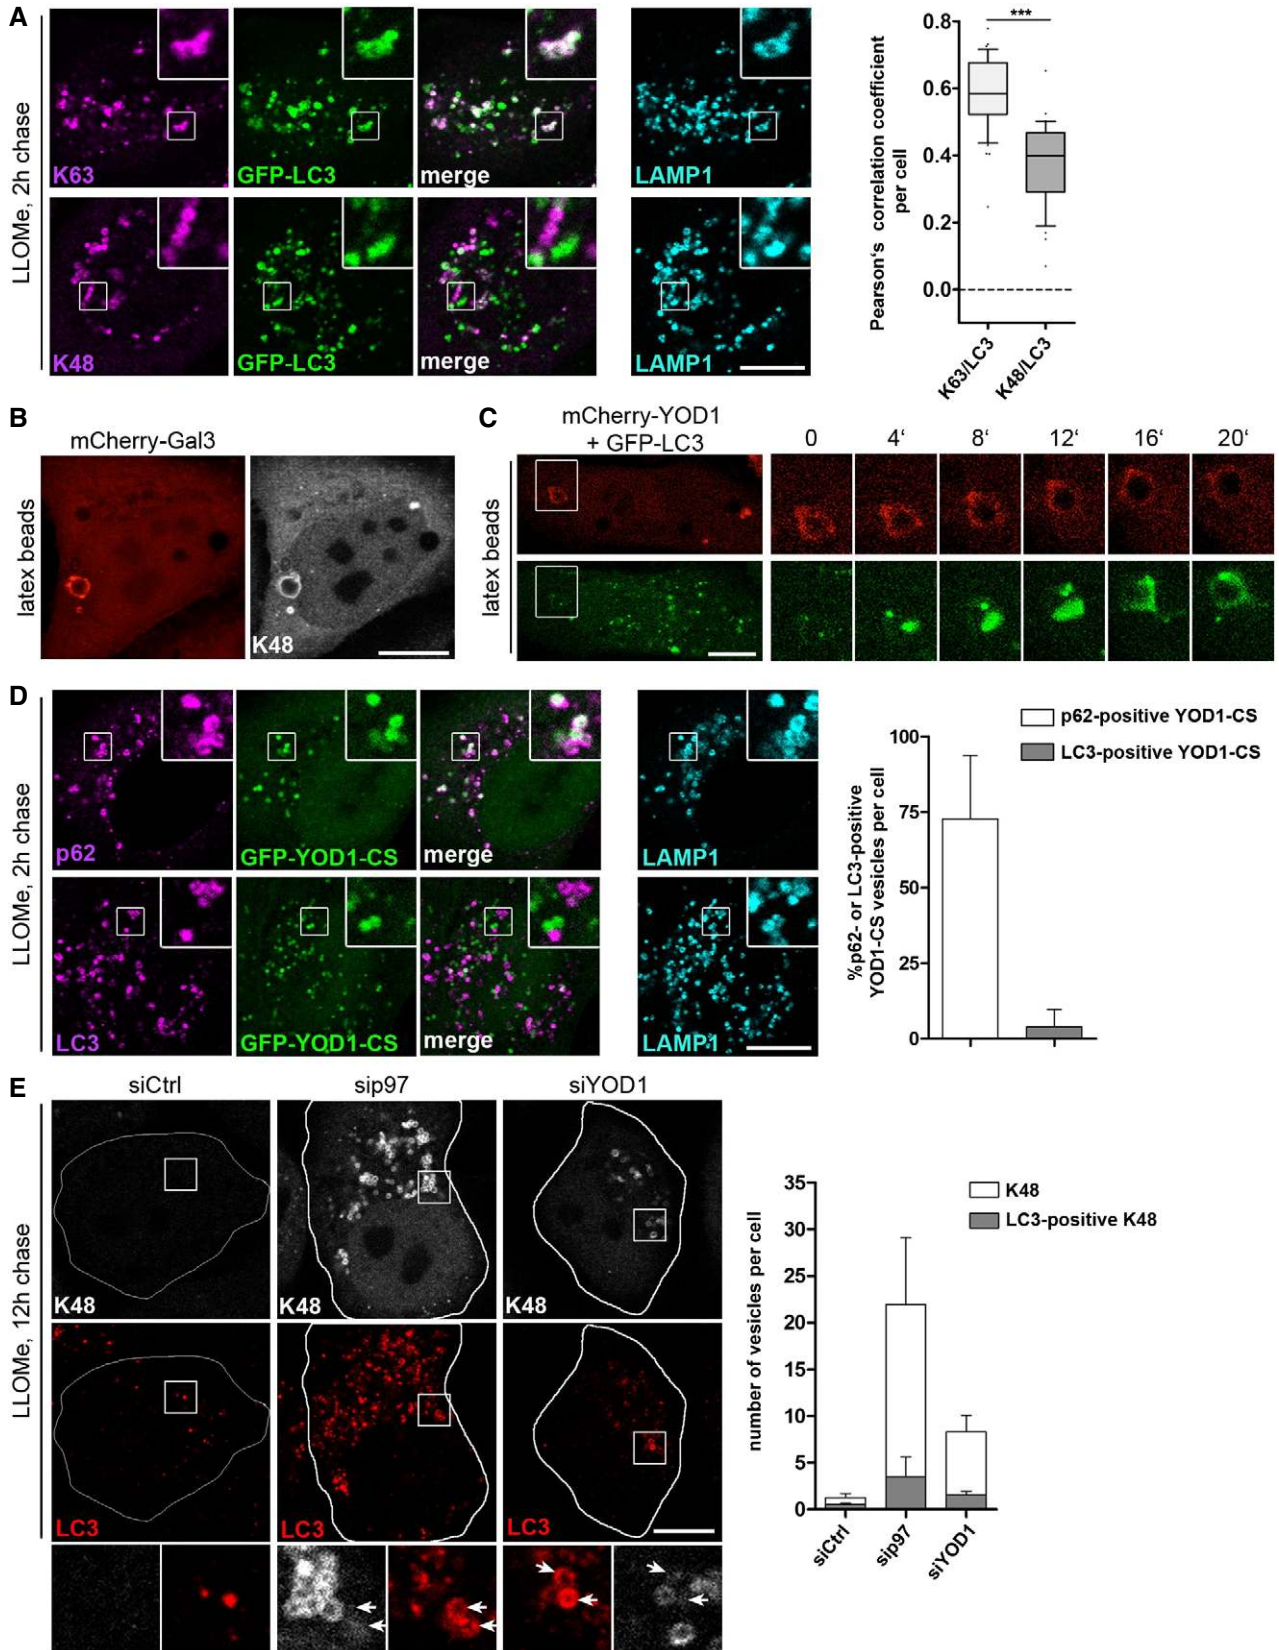 A
LLOMe, 2h chase
K63
GFP-LC3
merge
LAMP1
K48
GFP-LC3
merge
LAMP1
Pearson‘s correlation coefficient
per cell
***
0.8
0.6
0.4
0.2
0.0
K63/LC3
K48/LC3
B
mCherry-Gal3
latex beads
K48
C
mCherry-YOD1
+ GFP-LC3
0 4‘ 8‘ 12‘ 16‘ 20‘
latex beads
D
LLOMe, 2h chase
p62
GFP-YOD1-CS
merge
LAMP1
LC3
GFP-YOD1-CS
merge
LAMP1
%p62- or LC3-positive
YOD1-CS vesicles per cell
100
75
50
25
0
p62-positive YOD1-CS
LC3-positive YOD1-CS
E
siCtrl
sip97
siYOD1
LLOMe, 12h chase
K48
K48
K48
LC3
LC3
LC3
number of vesicles per cell
35
30
25
20
15
10
5
0
K48
LC3-positive K48
siCtrl
sip97
siYOD1